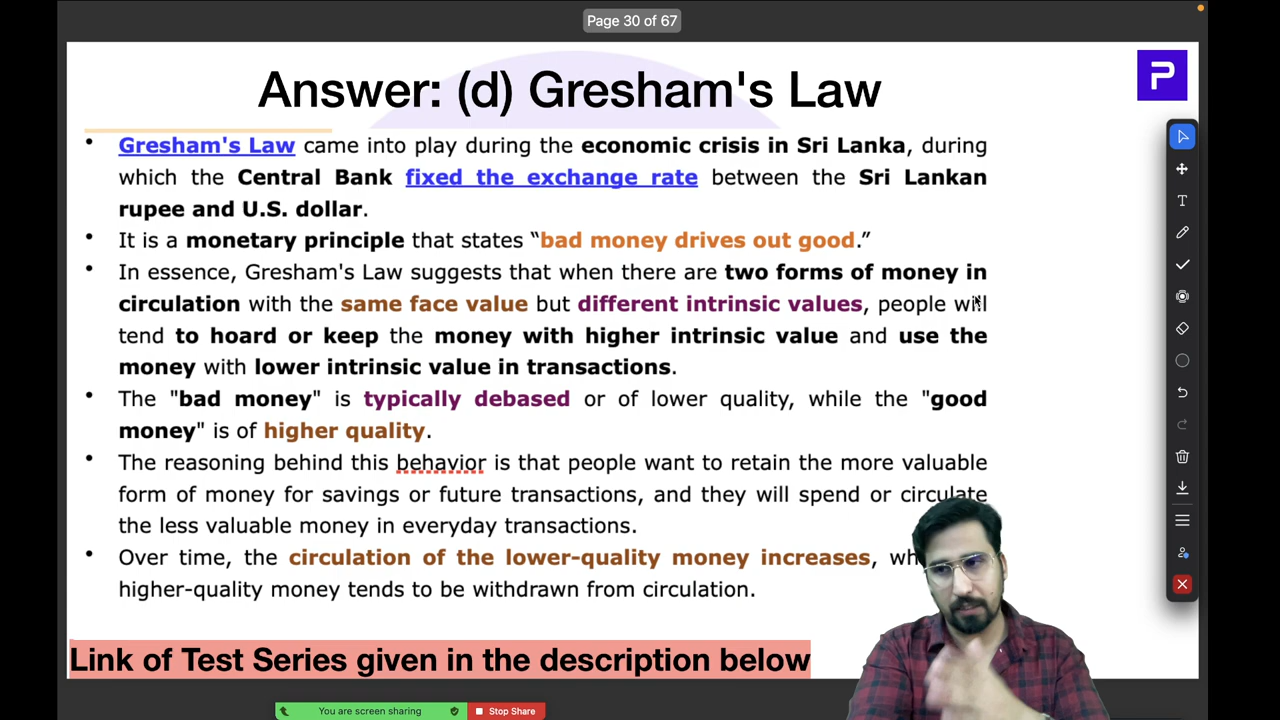 Page 30 of 67
Answer: (d) Gresham's Law
P
• Gresham's Law came into play during the economic crisis in Sri Lanka, during
which the Central Bank fixed the exchange rate between the Sri Lankan
rupee and U.S. dollar.
• It is a monetary principle that states “bad money drives out good.”
• In essence, Gresham's Law suggests that when there are two forms of money in
circulation with the same face value but different intrinsic values, people will
tend to hoard or keep the money with higher intrinsic value and use the
money with lower intrinsic value in transactions.
• The "bad money" is typically debased or of lower quality, while the "good
money" is of higher quality.
• The reasoning behind this behavior is that people want to retain the more valuable
form of money for savings or future transactions, and they will spend or circulate
the less valuable money in everyday transactions.
• Over time, the circulation of the lower-quality money increases,
higher-quality money tends to be withdrawn from circulation.
Link of Test Series given in the description below
You are screen sharing
Stop Share
T